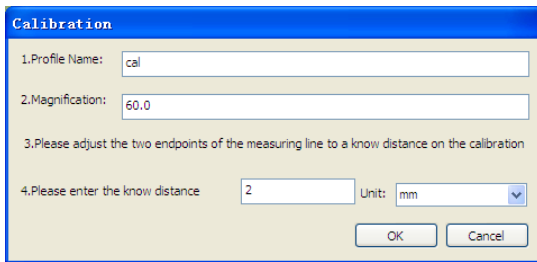 Calibration
1.Profile Name: cal
2.Magnification: 60.0
3.Please adjust the two endpoints of the measuring line to a know distance on the calibration
4.Please enter the know distance 2 Unit: mm
OK Cancel